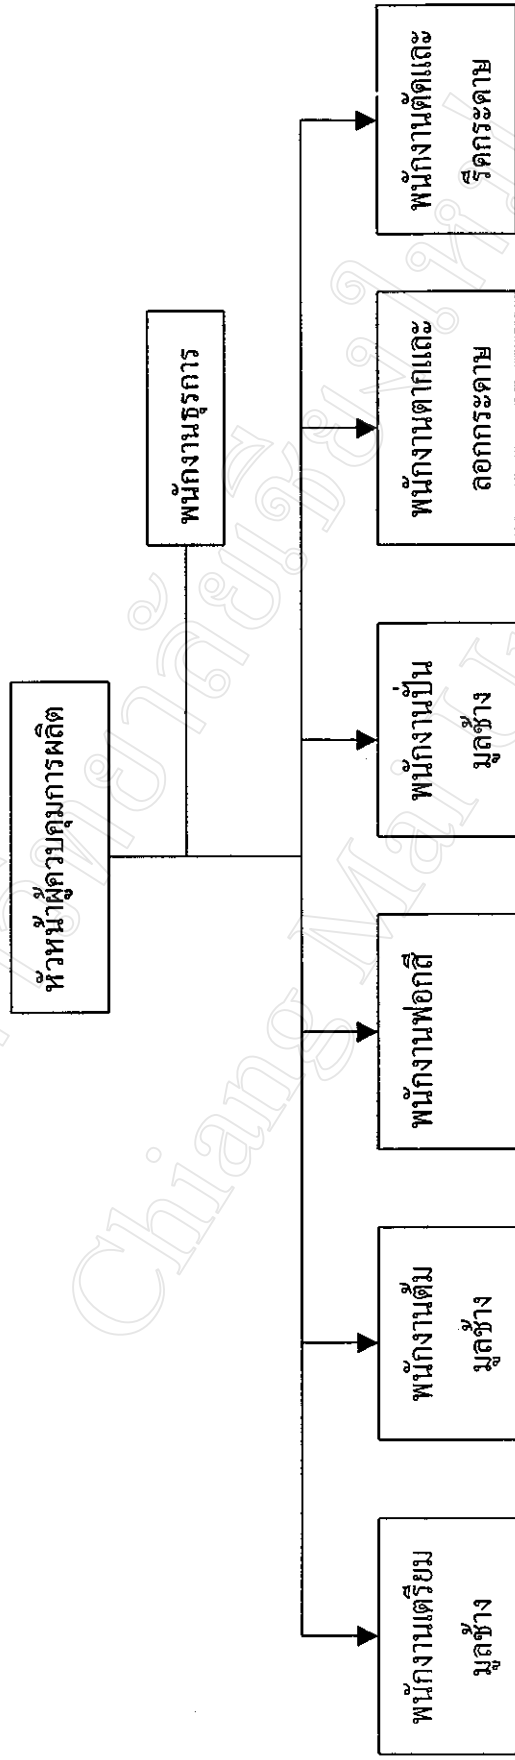 หัวหน้าผู้ควบคุมการผลิต
พนักงานธุรการ
พนักงานเตรียม
มูลช้าง
พนักงานต้ม
มูลช้าง
พนักงานฟอกสี
พนักงานปั่น
มูลช้าง
พนักงานตากและ
ลอกกระดาษ
พนักงานตัดและ
รีดกระดาษ
Chiang Mai U